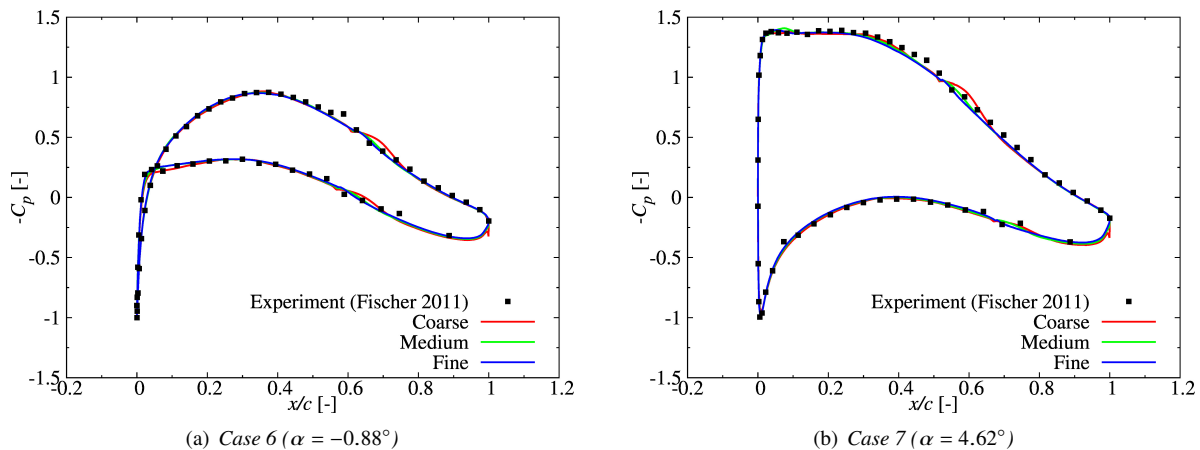 1.5
1
0.5
0
-0.5
-1
-1.5
-Cp [-]
Experiment (Fischer 2011)
Coarse
Medium
Fine
-0.2 0 0.2 0.4 0.6 0.8 1 1.2
x/c [-]
(a) Case 6 (α = −0.88°)
1.5
1
0.5
0
-0.5
-1
-1.5
-Cp [-]
Experiment (Fischer 2011)
Coarse
Medium
Fine
-0.2 0 0.2 0.4 0.6 0.8 1 1.2
x/c [-]
(b) Case 7 (α = 4.62°)